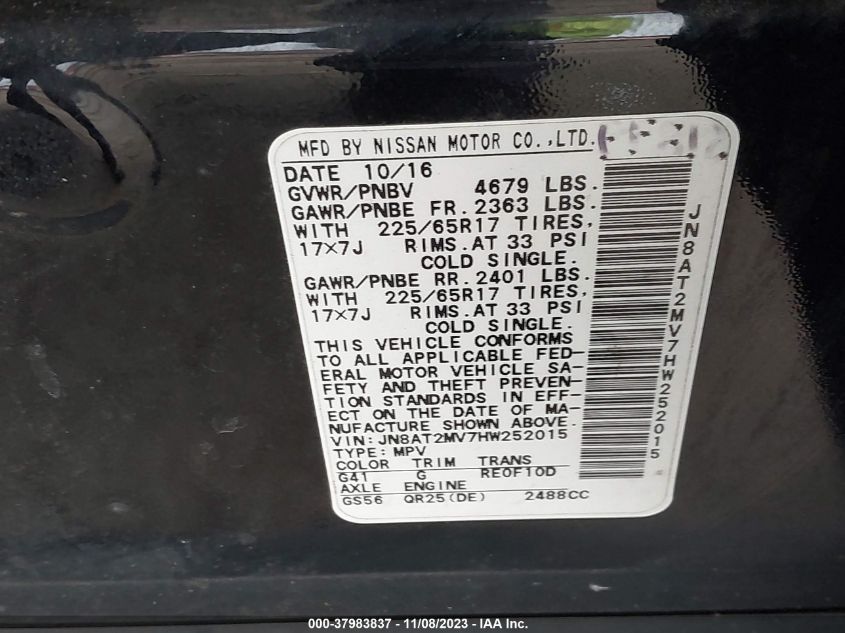 MFD BY NISSAN MOTOR CO.,LTD.
DATE 10/16
GVWR/PNBV 4679 LBS.
GAWR/PNBE FR.2363 LBS.
WITH 225/65R17 TIRES,
17×7J RIMS.AT 33 PSI
COLD SINGLE.
GAWR/PNBE RR.2401 LBS.
WITH 225/65R17 TIRES,
17×7J RIMS.AT 33 PSI
COLD SINGLE.
THIS VEHICLE CONFORMS
TO ALL APPLICABLE FED-
ERAL MOTOR VEHICLE SA-
FETY AND THEFT PREVEN-
TION STANDARDS IN EFF-
ECT ON THE DATE OF MA-
NUFACTURE SHOWN ABOVE.
VIN: JN8AT2MV7HW252015
TYPE: MPV
COLOR TRIM TRANS
G41 G RE0F10D
AXLE ENGINE
GS56 QR25(DE) 2488CC
JN8AT2MV7HW252015
000-37983837 - 11/08/2023 - IAA Inc.